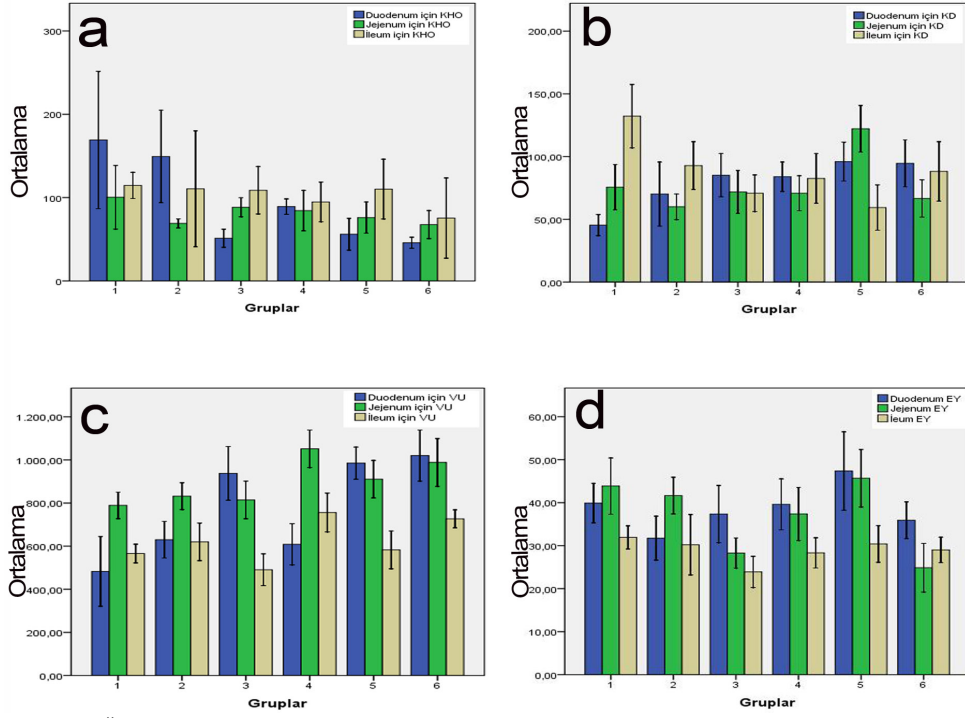 a
Duodenum için KHO
Jejenum için KHO
İleum için KHO
Ortalama
300
200
100
0
1 2 3 4 5 6
Gruplar
b
Duodenum için KD
Jejenum için KD
İleum için KD
Ortalama
200,00
150,00
100,00
50,00
0,00
1 2 3 4 5 6
Gruplar
c
Duodenum için VU
Jejenum için VU
İleum için VU
Ortalama
1.200,00
1.000,00
800,00
600,00
400,00
200,00
0,00
1 2 3 4 5 6
Gruplar
d
Duodenum EY
Jejenum EY
İleum EY
Ortalama
60,00
50,00
40,00
30,00
20,00
10,00
0,00
1 2 3 4 5 6
Gruplar